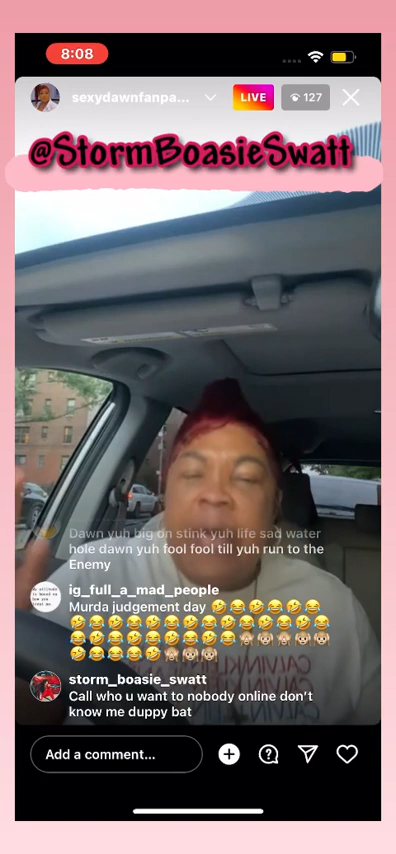 8:08
sexydawnfanpa...
LIVE
127
@StormBoasieSwatt
Dawn yuh big on stink yuh life sad water
hole dawn yuh fool fool till yuh run to the
Enemy
ig_full_a_mad_people
Murda judgement day 🤣😂🤣😂🤣😂
🤣😂🤣😂🤣😂🤣😂🤣😂🤣😂🤣
😂🤣😂🤣😂🤣😂🤣😂🙈🙉🙈🙉🙉
🤣😂😂😂🤣🙈🙉🙉
storm_boasie_swatt
Call who u want to nobody online don't
know me duppy bat
CALVIN KL
Add a comment...